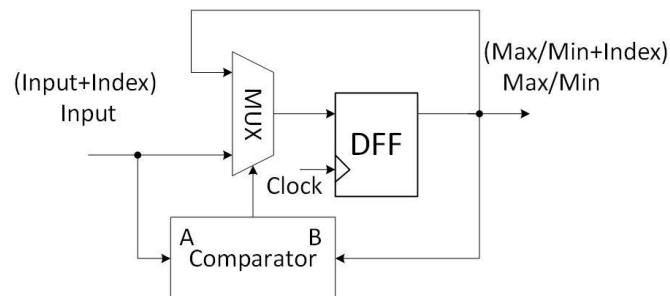 (Max/Min+Index)
Max/Min
(Input+Index)
Input
MUX
DFF
Clock
A B
Comparator